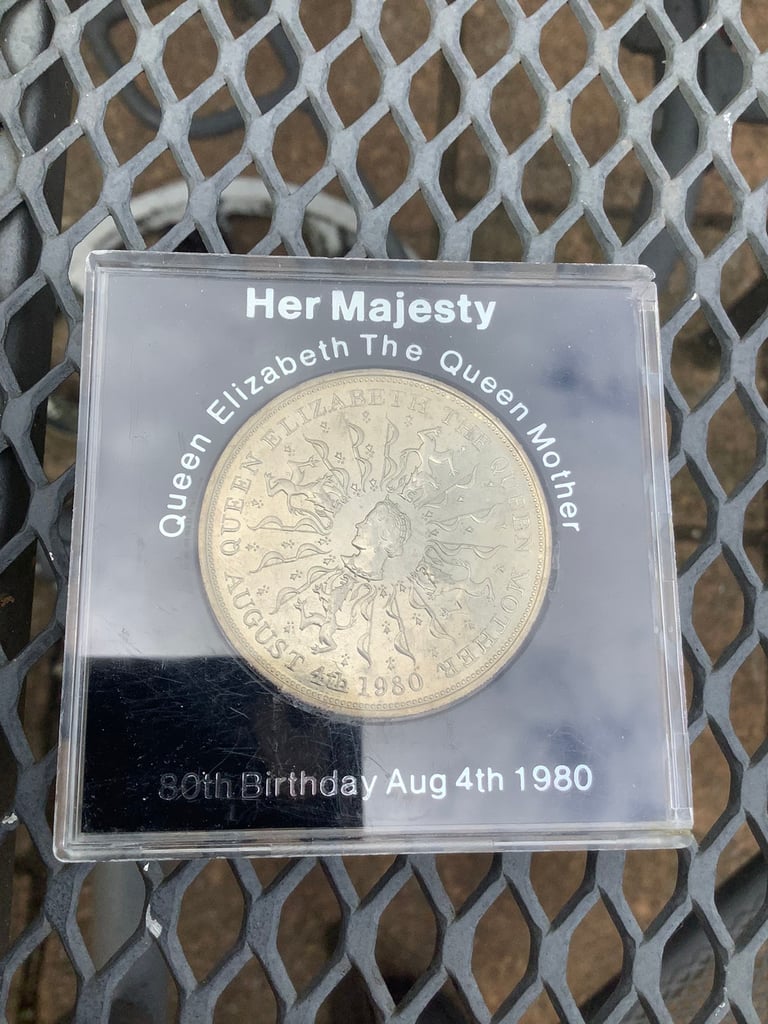 Her Majesty
Queen Elizabeth The Queen Mother
QUEEN ELIZABETH THE QUEEN MOTHER
AUGUST 4th 1980
80th Birthday Aug 4th 1980